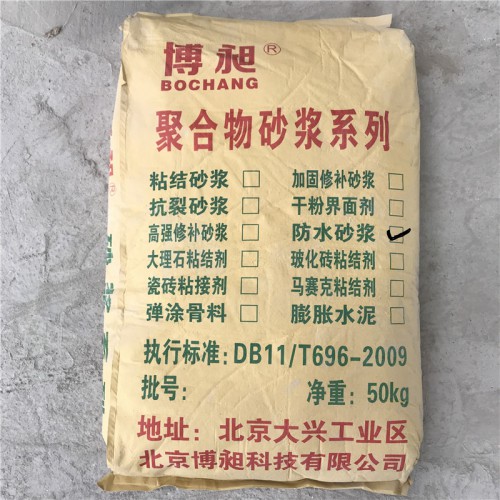 博昶®
BOCHANG
聚合物砂浆系列
粘结砂浆 □ 加固修补砂浆 □
抗裂砂浆 □ 干粉界面剂 □
高强修补砂浆 □ 防水砂浆 ✓
大理石粘结剂 □ 玻化砖粘结剂 □
瓷砖粘接剂 □ 马赛克粘结剂 □
弹涂骨料 □ 膨胀水泥 □
执行标准:DB11/T696-2009
批号: 净重:50kg
地址:北京大兴工业区
北京博昶科技有限公司